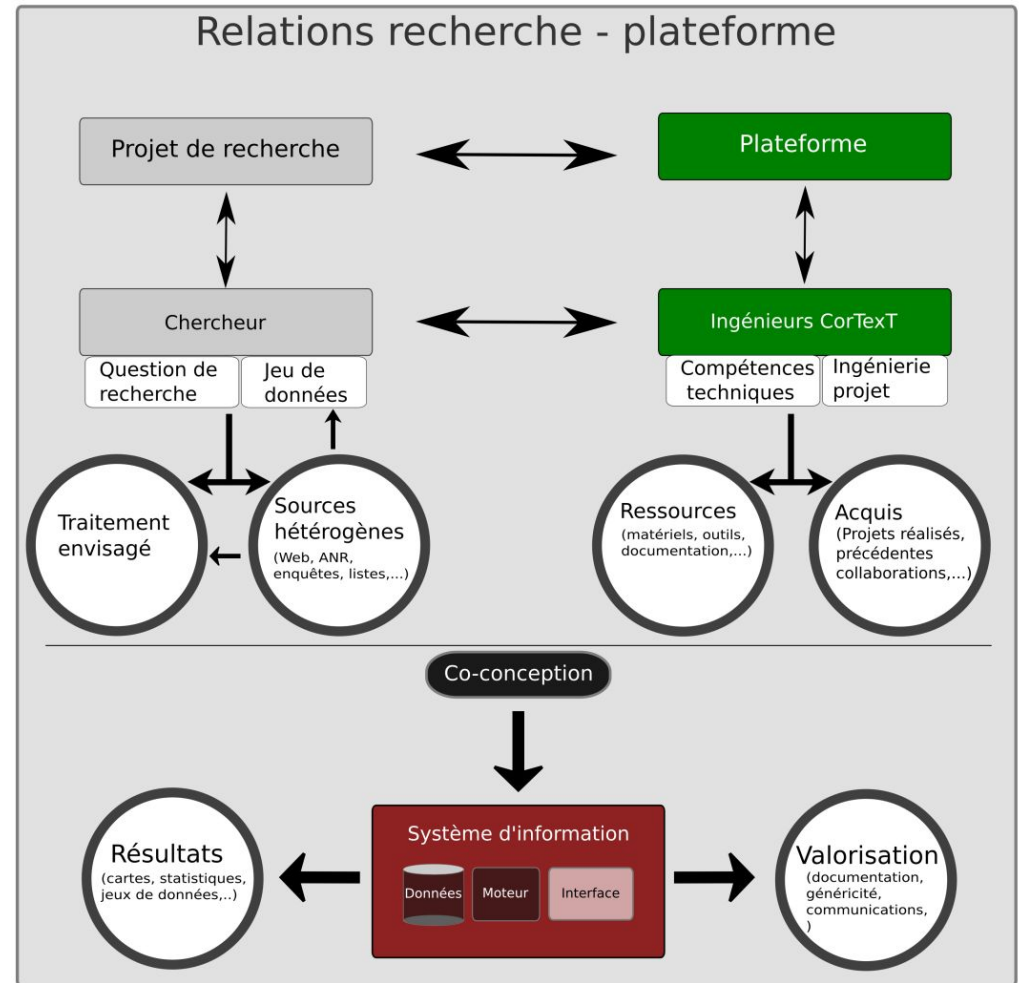 Relations recherche - plateforme
Projet de recherche
Plateforme
Chercheur
Ingénieurs CorTexT
Question de
recherche
Jeu de
données
Compétences
techniques
Ingénierie
projet
Traitement
envisagé
Sources
hétérogènes
(Web, ANR,
enquêtes, listes,...)
Ressources
(matériels, outils,
documentation,...)
Acquis
(Projets réalisés,
précédentes
collaborations,...)
Co-conception
Système d'information
Données
Moteur
Interface
Résultats
(cartes, statistiques,
jeux de données,..)
Valorisation
(documentation,
généricité,
communications,
)